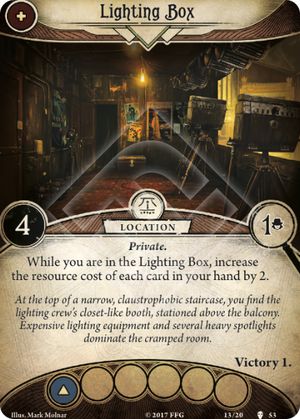 Lighting Box
4
LOCATION
1
Private.
While you are in the Lighting Box, increase
the resource cost of each card in your hand by 2.
At the top of a narrow, claustrophobic staircase, you find the
lighting crew's closet-like booth, stationed above the balcony.
Expensive lighting equipment and several heavy spotlights
dominate the cramped room.
Victory 1.
Illus. Mark Molnar
© 2017 FFG
13/20
53